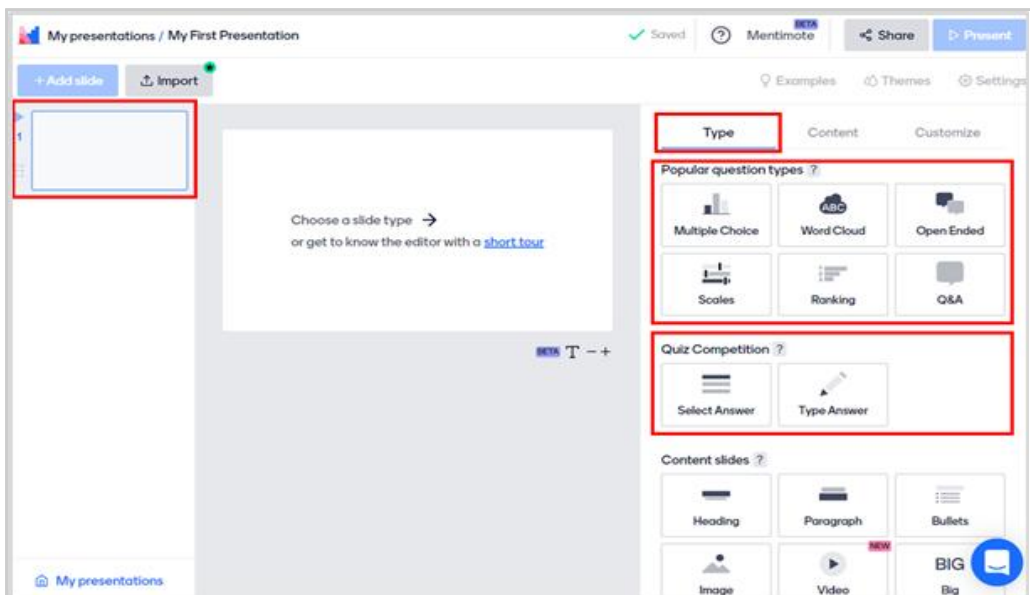 My presentations / My First Presentation
Saved
?
Mentimote
BETA
Share
Present
+ Add slide
Import
Examples
Themes
Settings
1
Choose a slide type →
or get to know the editor with a short tour
BETA T − +
My presentations
Type
Content
Customize
Popular question types ?
Multiple Choice
ABC
Word Cloud
Open Ended
Scales
Ranking
Q&A
Quiz Competition ?
Select Answer
Type Answer
Content slides ?
Heading
Paragraph
Bullets
Image
NEW
Video
BIG
Big